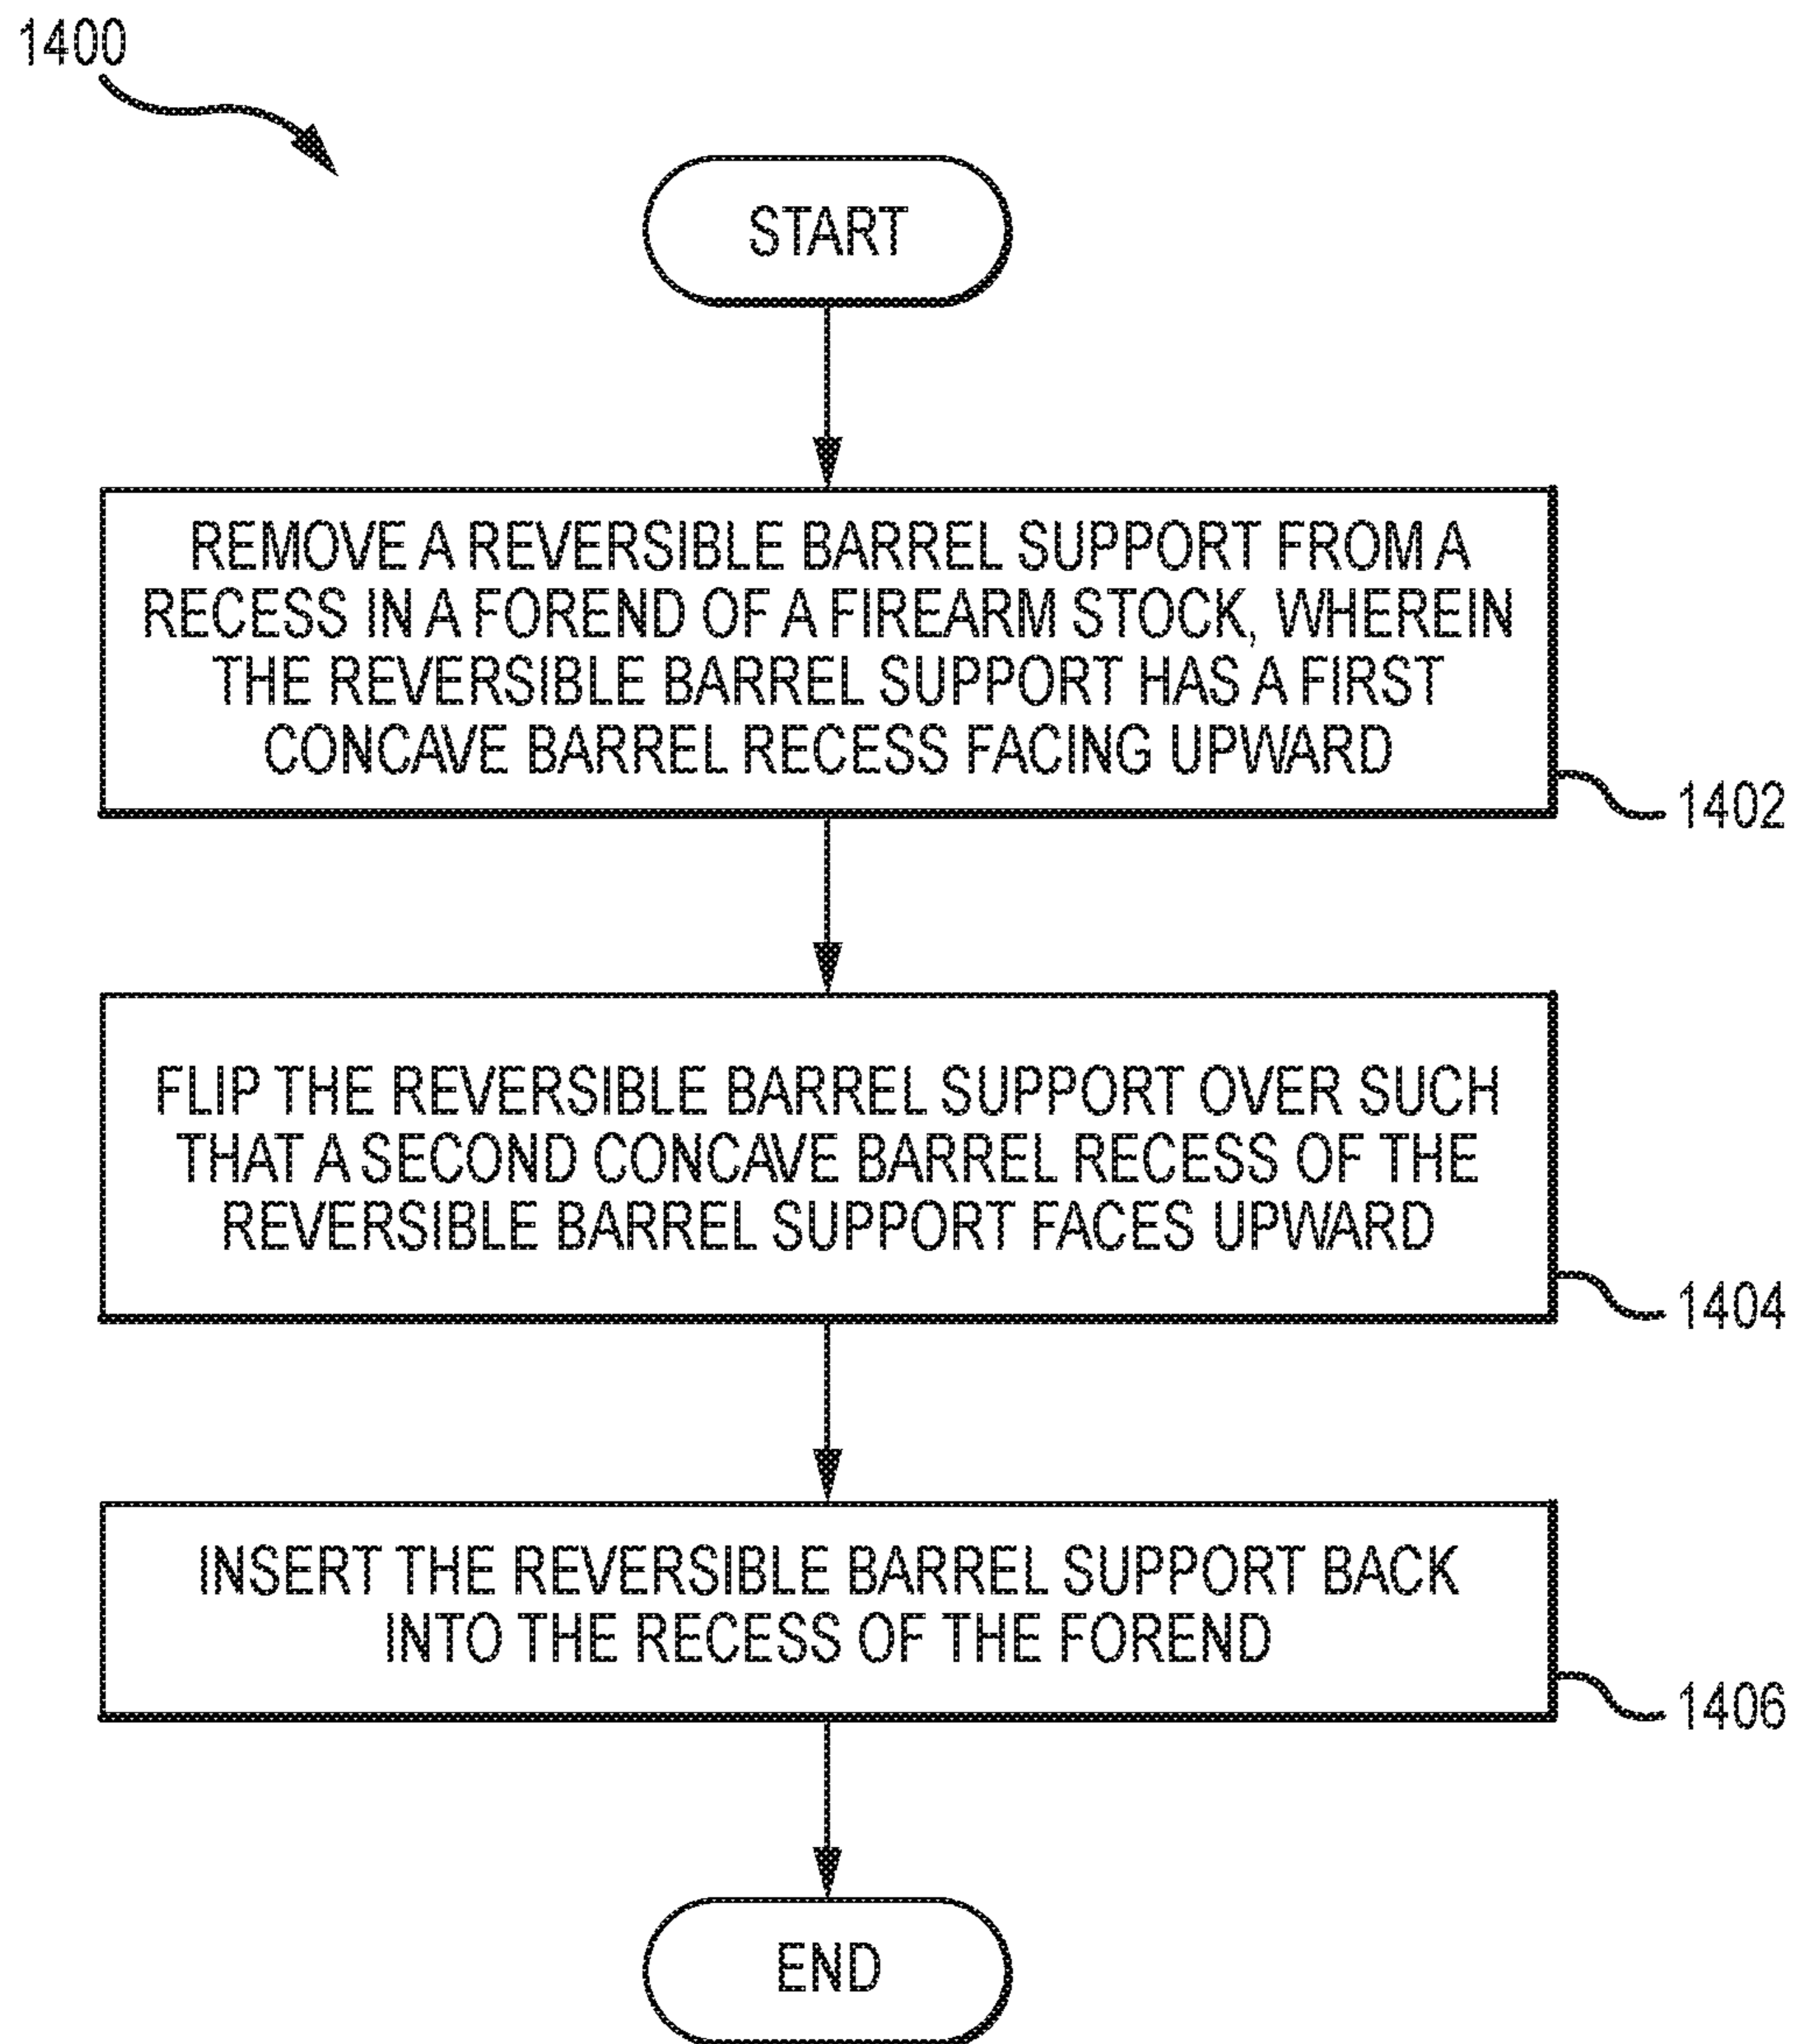 1400
START
REMOVE A REVERSIBLE BARREL SUPPORT FROM A
RECESS IN A FOREND OF A FIREARM STOCK, WHEREIN
THE REVERSIBLE BARREL SUPPORT HAS A FIRST
CONCAVE BARREL RECESS FACING UPWARD
1402
FLIP THE REVERSIBLE BARREL SUPPORT OVER SUCH
THAT A SECOND CONCAVE BARREL RECESS OF THE
REVERSIBLE BARREL SUPPORT FACES UPWARD
1404
INSERT THE REVERSIBLE BARREL SUPPORT BACK
INTO THE RECESS OF THE FOREND
1406
END